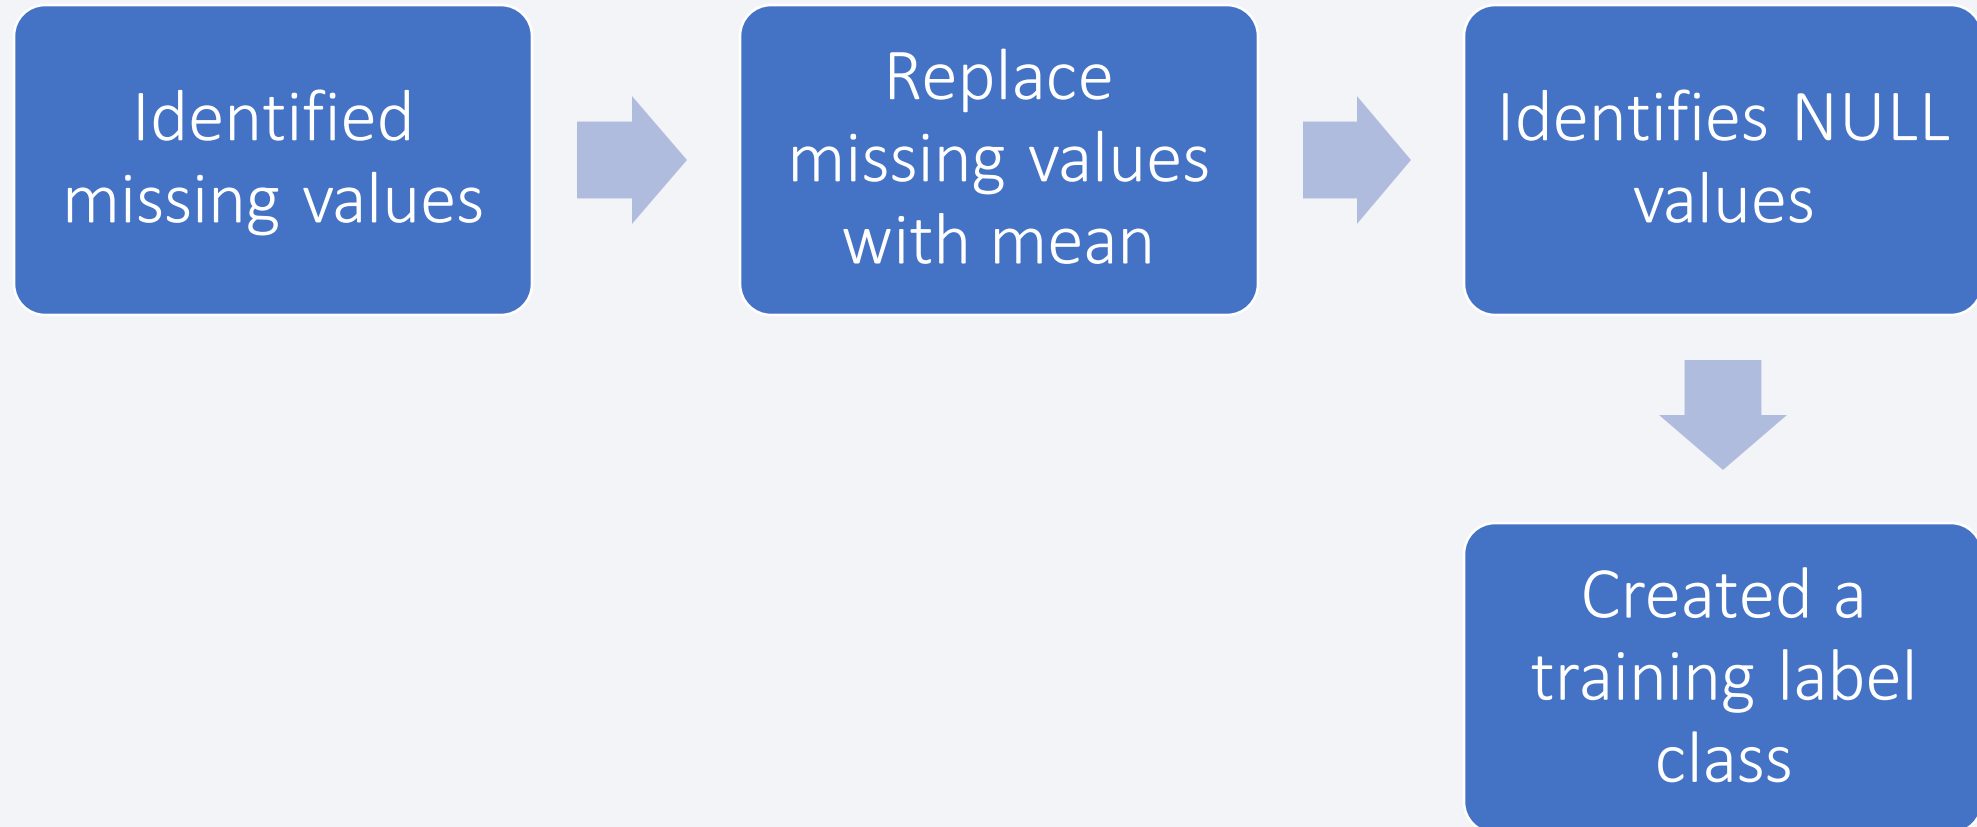 Identified
missing values
Replace
missing values
with mean
Identifies NULL
values
Created a
training label
class